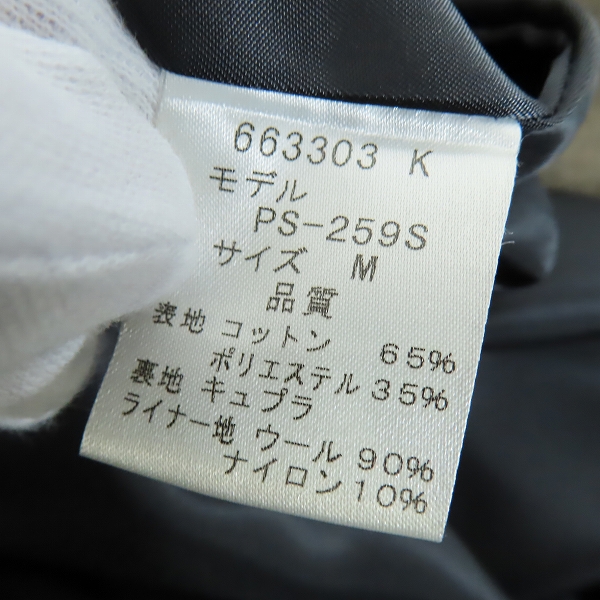 663303 K
モデル
PS-259S
サイズ M
品質
表地 コットン 65%
ポリエステル 35%
裏地 キュプラ
ライナー地 ウール 90%
ナイロン 10%